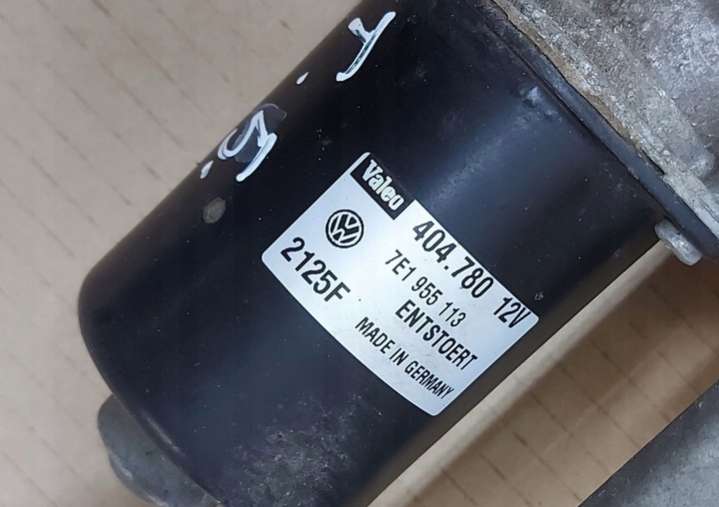 Valeo
404.780 12V
7E1 955 113
2125F
ENTSTOERT
MADE IN GERMANY